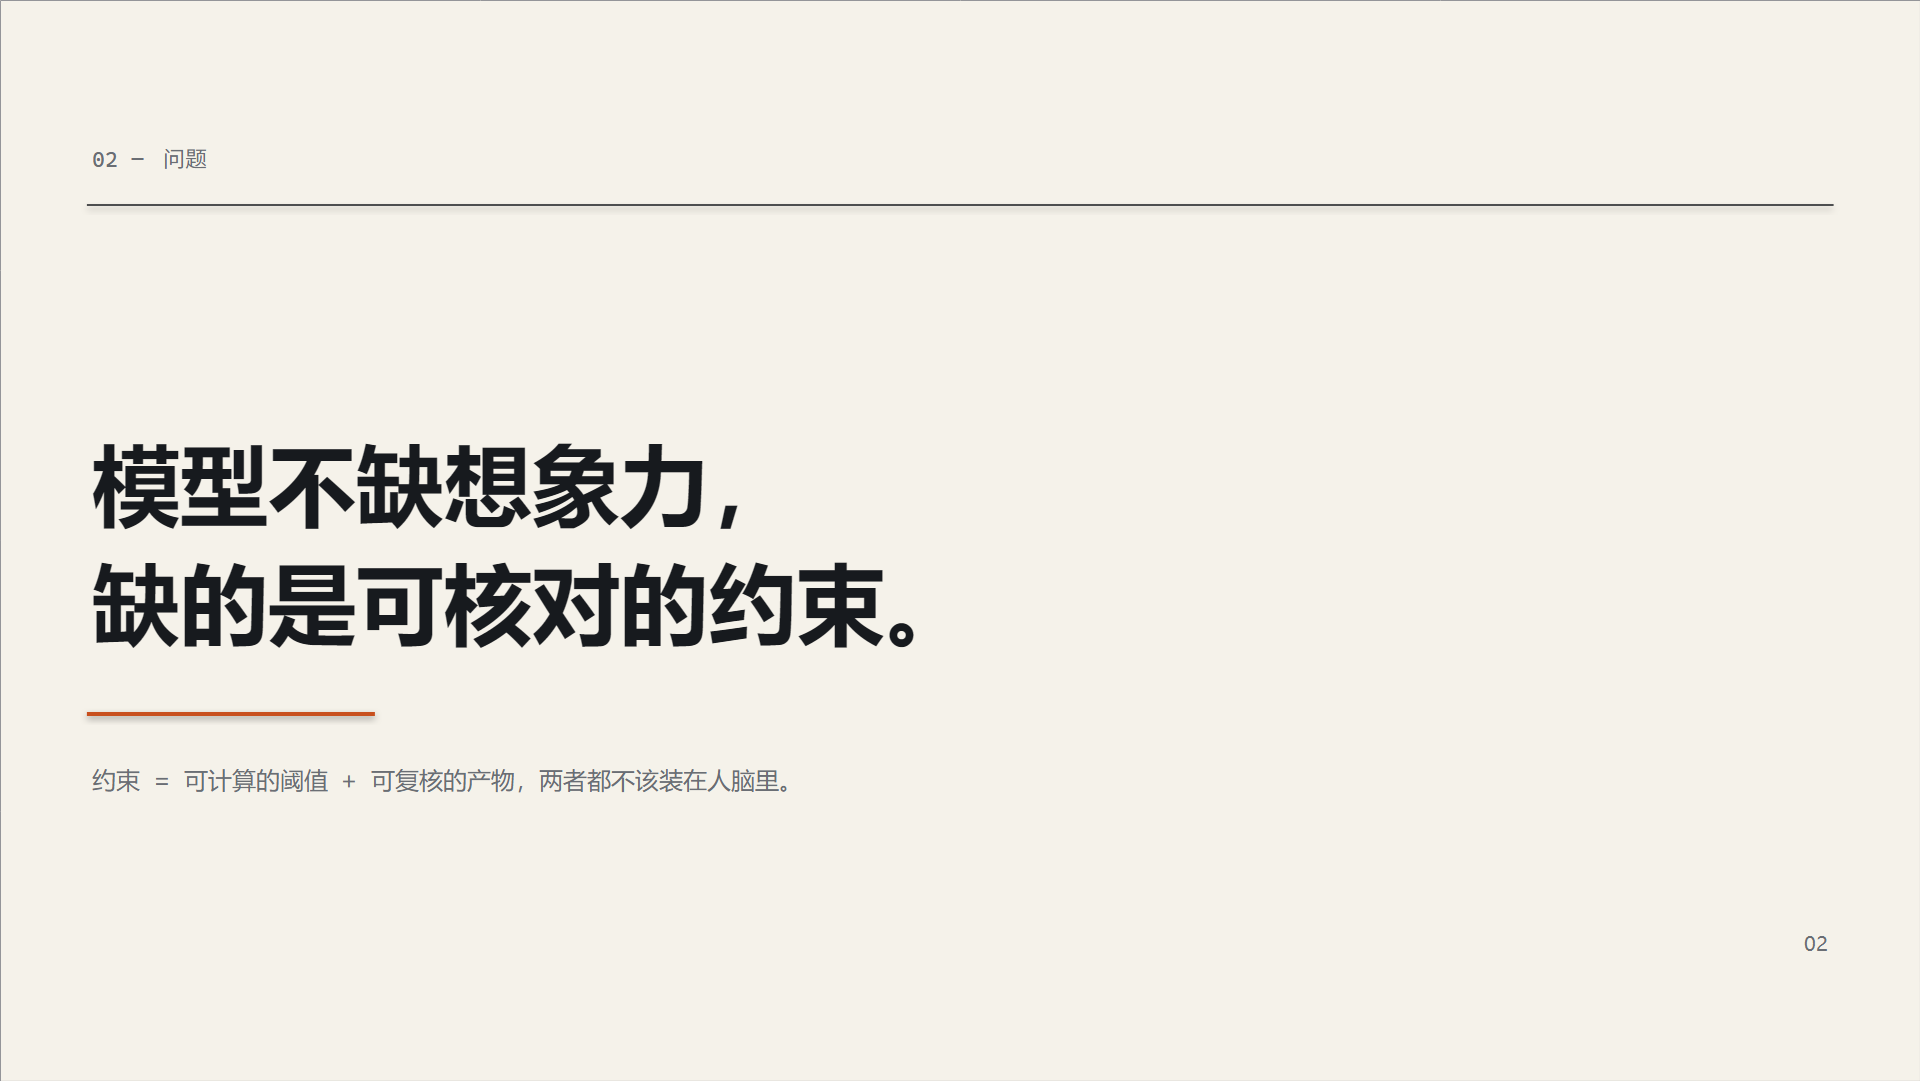 02 — 问题
模型不缺想象力，
缺的是可核对的约束。
约束 = 可计算的阈值 + 可复核的产物，两者都不该装在人脑里。
02